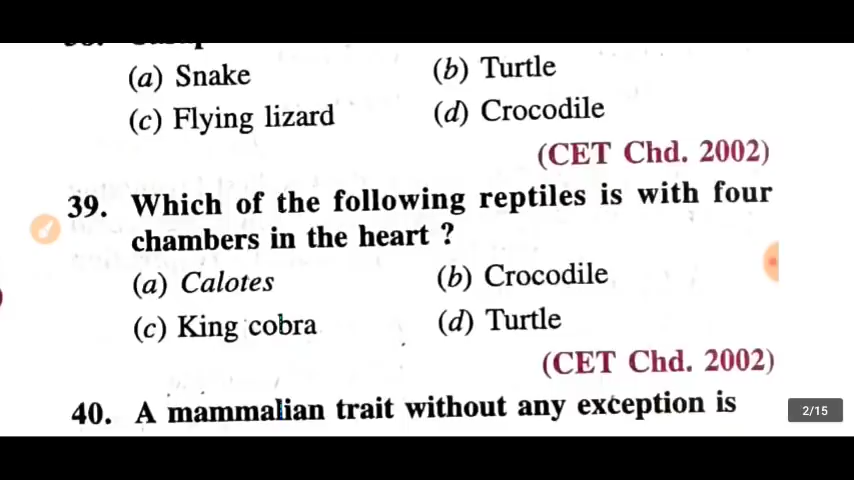 (a) Snake (b) Turtle
(c) Flying lizard (d) Crocodile
(CET Chd. 2002)
39. Which of the following reptiles is with four
chambers in the heart ?
(a) Calotes (b) Crocodile
(c) King cobra (d) Turtle
(CET Chd. 2002)
40. A mammalian trait without any exception is
2/15